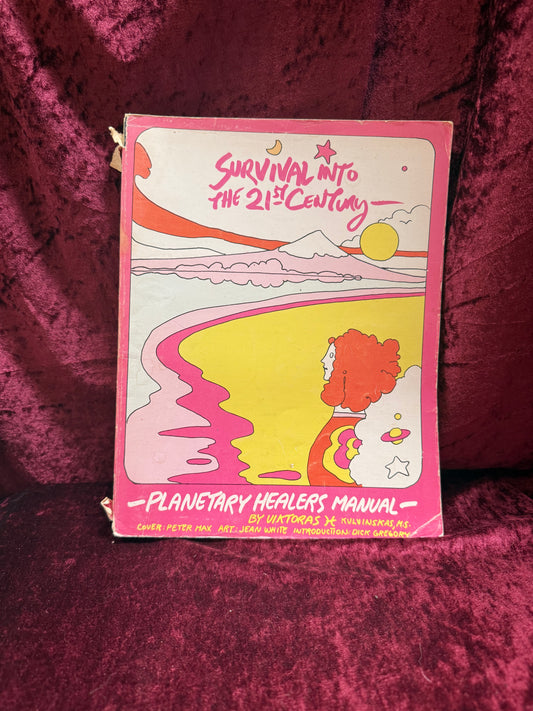 SURVIVAL INTO
THE 21ST CENTURY—
—PLANETARY HEALERS MANUAL—
BY VIKTORAS ♓ KULVINSKAS, M.S.
COVER: PETER MAX ART: JEAN WHITE INTRODUCTION: DICK GREGORY